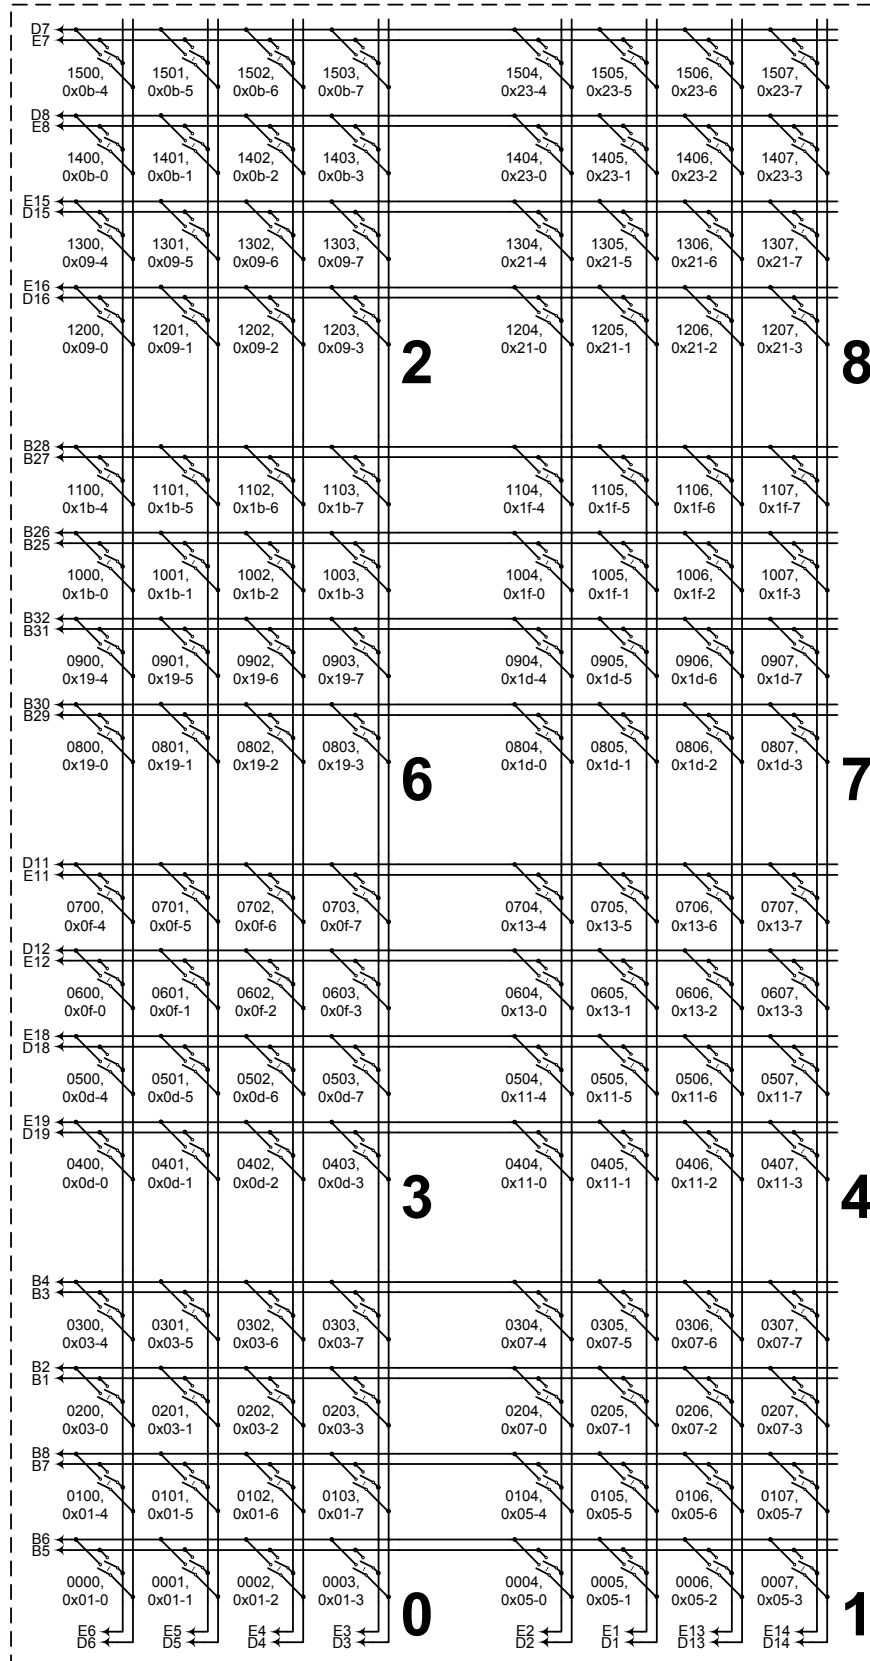 D7
E7
1500, 1501, 1502, 1503, 1504, 1505, 1506, 1507,
0x0b-4 0x0b-5 0x0b-6 0x0b-7 0x23-4 0x23-5 0x23-6 0x23-7
D8
E8
1400, 1401, 1402, 1403, 1404, 1405, 1406, 1407,
0x0b-0 0x0b-1 0x0b-2 0x0b-3 0x23-0 0x23-1 0x23-2 0x23-3
E15
D15
1300, 1301, 1302, 1303, 1304, 1305, 1306, 1307,
0x09-4 0x09-5 0x09-6 0x09-7 0x21-4 0x21-5 0x21-6 0x21-7
E16
D16
1200, 1201, 1202, 1203, 1204, 1205, 1206, 1207,
0x09-0 0x09-1 0x09-2 0x09-3 0x21-0 0x21-1 0x21-2 0x21-3
2 8
B28
B27
1100, 1101, 1102, 1103, 1104, 1105, 1106, 1107,
0x1b-4 0x1b-5 0x1b-6 0x1b-7 0x1f-4 0x1f-5 0x1f-6 0x1f-7
B26
B25
1000, 1001, 1002, 1003, 1004, 1005, 1006, 1007,
0x1b-0 0x1b-1 0x1b-2 0x1b-3 0x1f-0 0x1f-1 0x1f-2 0x1f-3
B32
B31
0900, 0901, 0902, 0903, 0904, 0905, 0906, 0907,
0x19-4 0x19-5 0x19-6 0x19-7 0x1d-4 0x1d-5 0x1d-6 0x1d-7
B30
B29
0800, 0801, 0802, 0803, 0804, 0805, 0806, 0807,
0x19-0 0x19-1 0x19-2 0x19-3 0x1d-0 0x1d-1 0x1d-2 0x1d-3
6 7
D11
E11
0700, 0701, 0702, 0703, 0704, 0705, 0706, 0707,
0x0f-4 0x0f-5 0x0f-6 0x0f-7 0x13-4 0x13-5 0x13-6 0x13-7
D12
E12
0600, 0601, 0602, 0603, 0604, 0605, 0606, 0607,
0x0f-0 0x0f-1 0x0f-2 0x0f-3 0x13-0 0x13-1 0x13-2 0x13-3
E18
D18
0500, 0501, 0502, 0503, 0504, 0505, 0506, 0507,
0x0d-4 0x0d-5 0x0d-6 0x0d-7 0x11-4 0x11-5 0x11-6 0x11-7
E19
D19
0400, 0401, 0402, 0403, 0404, 0405, 0406, 0407,
0x0d-0 0x0d-1 0x0d-2 0x0d-3 0x11-0 0x11-1 0x11-2 0x11-3
3 4
B4
B3
0300, 0301, 0302, 0303, 0304, 0305, 0306, 0307,
0x03-4 0x03-5 0x03-6 0x03-7 0x07-4 0x07-5 0x07-6 0x07-7
B2
B1
0200, 0201, 0202, 0203, 0204, 0205, 0206, 0207,
0x03-0 0x03-1 0x03-2 0x03-3 0x07-0 0x07-1 0x07-2 0x07-3
B8
B7
0100, 0101, 0102, 0103, 0104, 0105, 0106, 0107,
0x01-4 0x01-5 0x01-6 0x01-7 0x05-4 0x05-5 0x05-6 0x05-7
B6
B5
0000, 0001, 0002, 0003, 0004, 0005, 0006, 0007,
0x01-0 0x01-1 0x01-2 0x01-3 0x05-0 0x05-1 0x05-2 0x05-3
0 1
E6 E5 E4 E3 E2 E1 E13 E14
D6 D5 D4 D3 D2 D1 D13 D14